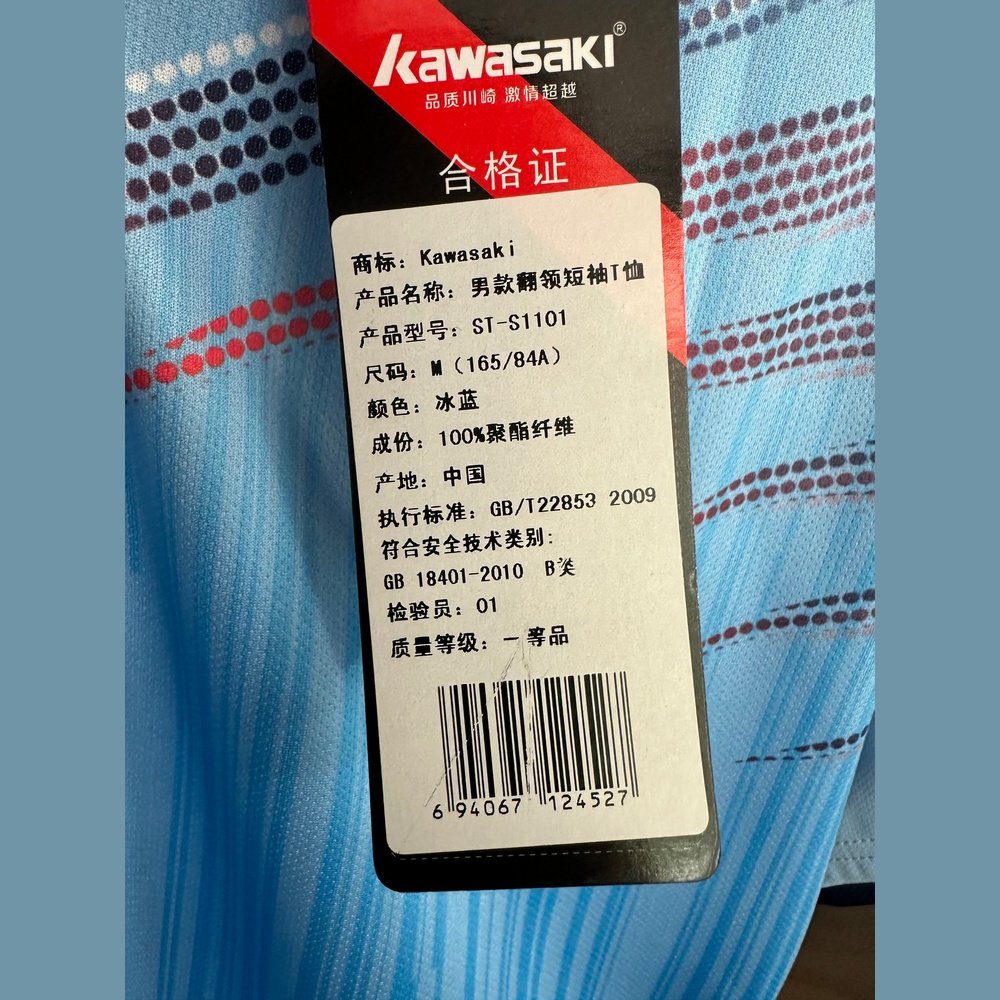 Kawasaki®
品质川崎 激情超越
合格证
商标：Kawasaki
产品名称：男款翻领短袖T恤
产品型号：ST-S1101
尺码：M（165/84A）
颜色：冰蓝
成份：100%聚酯纤维
产地：中国
执行标准：GB/T22853 2009
符合安全技术类别：
GB 18401-2010 B类
检验员：01
质量等级：一等品
6 94067 124527